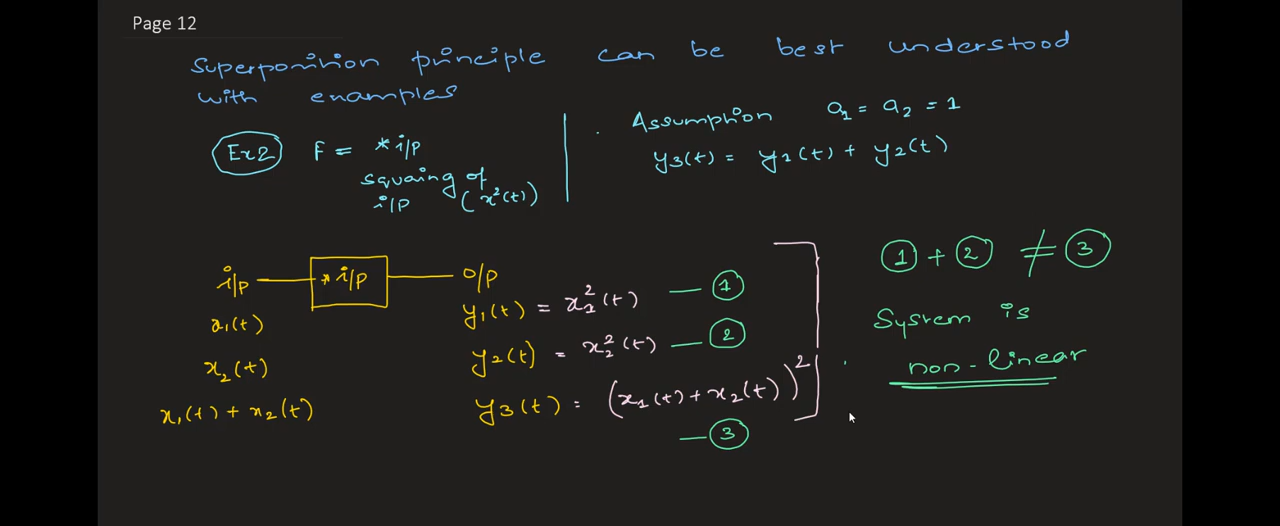 Page 12
Superposition principle can be best understood
with examples
Ex2 F = * i/p
squaing of
i/p (x²(t))
Assumption a₁ = a₂ = 1
y₃(t) = y₂(t) + y₂(t)
i/p * i/p o/p
x₁(t)
x₂(t)
x₁(t) + x₂(t)
y₁(t) = x₁²(t) — ①
y₂(t) = x₂²(t) — ②
y₃(t) = (x₁(t) + x₂(t))²
— ③
① + ② ≠ ③
System is
non-linear